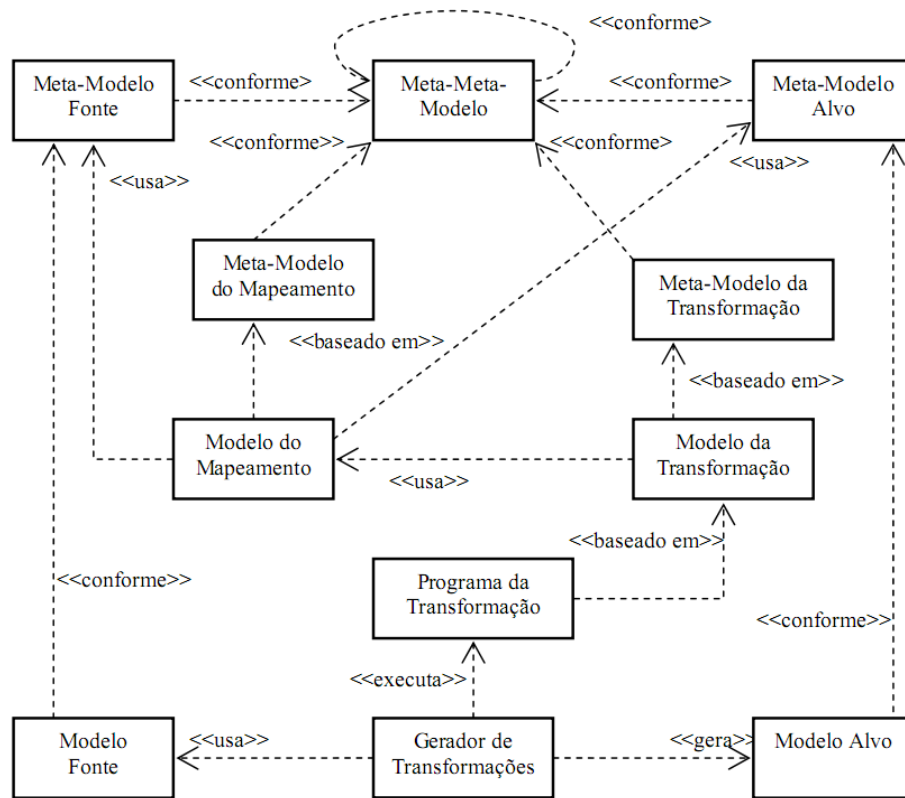 <<conforme>
Meta-Modelo
Fonte
<<conforme>
Meta-Meta-
Modelo
<<conforme>
Meta-Modelo
Alvo
<<conforme>>
<<conforme>
<<usa>>
<<usa>>
Meta-Modelo
do Mapeamento
Meta-Modelo da
Transformação
<<baseado em>>
<<baseado em>>
Modelo do
Mapeamento
Modelo da
Transformação
<<usa>>
<<baseado em>>
<<conforme>>
Programa da
Transformação
<<conforme>>
<<executa>>
Modelo
Fonte
<<usa>>
Gerador de
Transformações
<<gera>>
Modelo Alvo